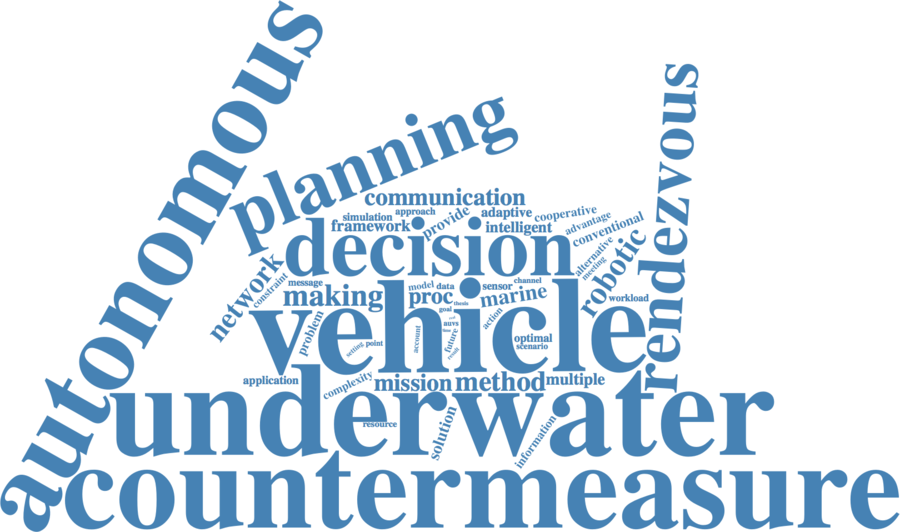 autonomous
planning
rendezvous
communication
simulation
approach
provide
adaptive
cooperative
framework
intelligent
advantage
conventional
decision
alternative
meeting
robotic
network
constraint
message
making
model
data
sensor
channel
proc
thesis
goal
marine
action
workload
vehicle
problem
setting
point
account
auvs
time
future
result
optimal
scenario
application
complexity
mission
method
multiple
underwater
resource
solution
information
countermeasure